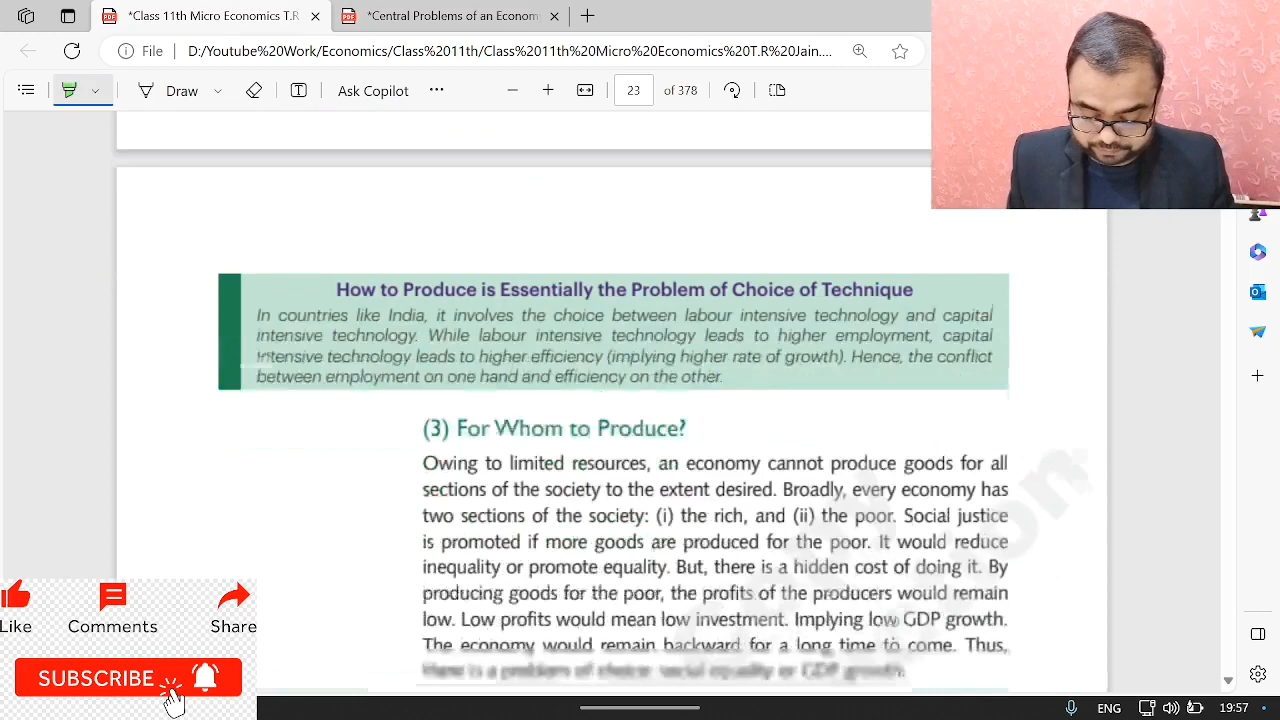 *Class 11th Micro Economics T.R
*Central Problems of an Econom
File
D:/Youtube%20Work/Economics/Class%2011th/Class%2011th%20Micro%20Economics%20T.R%20Jain....
Draw
Ask Copilot
23 of 378
How to Produce is Essentially the Problem of Choice of Technique
In countries like India, it involves the choice between labour intensive technology and capital
intensive technology. While labour intensive technology leads to higher employment, capital
intensive technology leads to higher efficiency (implying higher rate of growth). Hence, the conflict
between employment on one hand and efficiency on the other.
(3) For Whom to Produce?
Owing to limited resources, an economy cannot produce goods for all
sections of the society to the extent desired. Broadly, every economy has
two sections of the society: (i) the rich, and (ii) the poor. Social justice
is promoted if more goods are produced for the poor. It would reduce
inequality or promote equality. But, there is a hidden cost of doing it. By
producing goods for the poor, the profits of the producers would remain
low. Low profits would mean low investment. Implying low GDP growth.
The economy would remain backward for a long time to come. Thus,
there is a problem of choice: social equality or GDP growth.
Like
Comments
Share
SUBSCRIBE
ENG
19:57